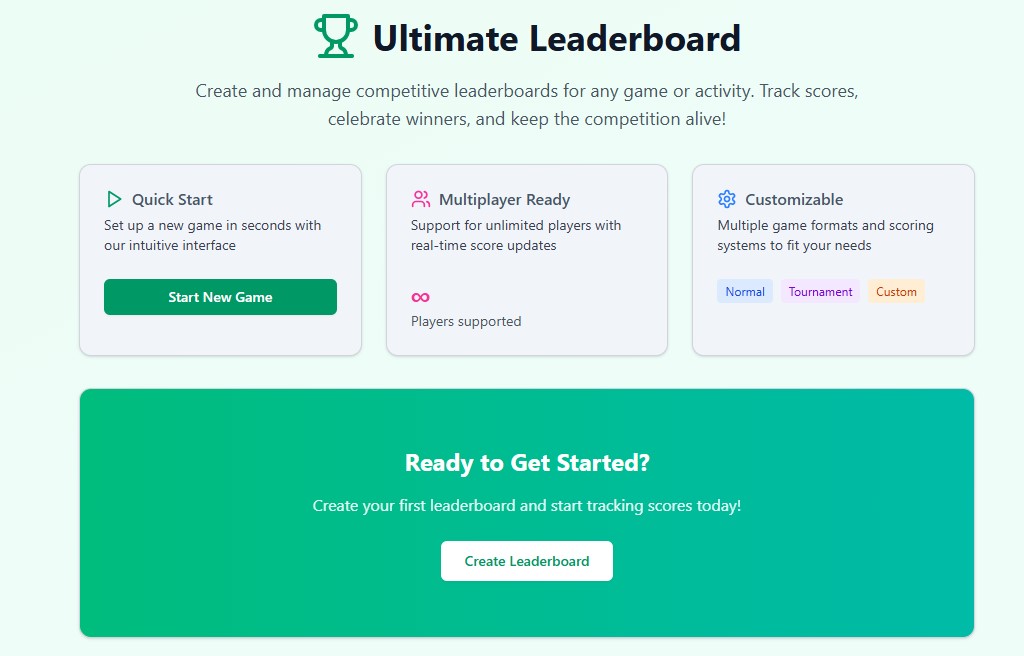 Ultimate Leaderboard
Create and manage competitive leaderboards for any game or activity. Track scores,
celebrate winners, and keep the competition alive!
Quick Start
Set up a new game in seconds with
our intuitive interface
Start New Game
Multiplayer Ready
Support for unlimited players with
real-time score updates
∞
Players supported
Customizable
Multiple game formats and scoring
systems to fit your needs
Normal Tournament Custom
Ready to Get Started?
Create your first leaderboard and start tracking scores today!
Create Leaderboard